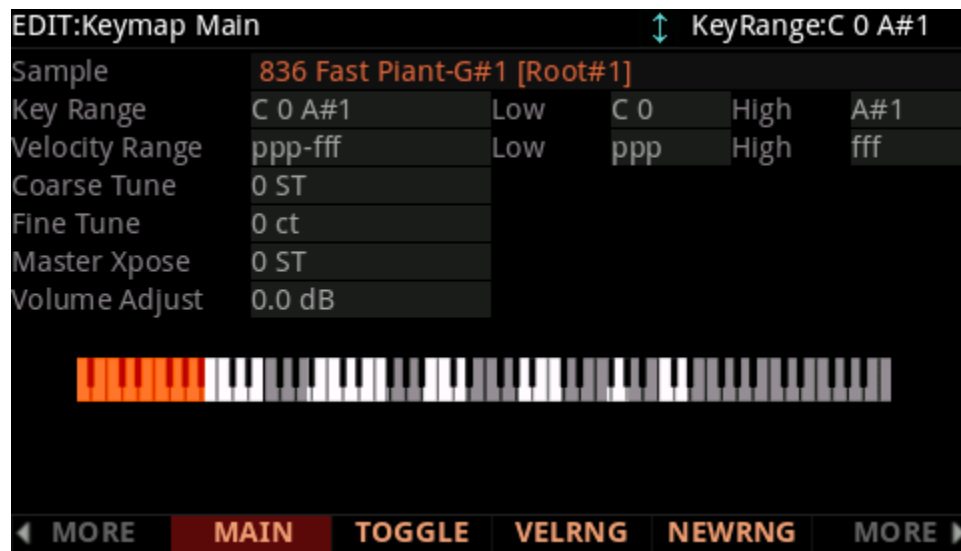 EDIT:Keymap Main ↕ KeyRange:C 0 A#1
Sample 836 Fast Piant-G#1 [Root#1]
Key Range C 0 A#1 Low C 0 High A#1
Velocity Range ppp-fff Low ppp High fff
Coarse Tune 0 ST
Fine Tune 0 ct
Master Xpose 0 ST
Volume Adjust 0.0 dB
MORE MAIN TOGGLE VELRNG NEWRNG MORE